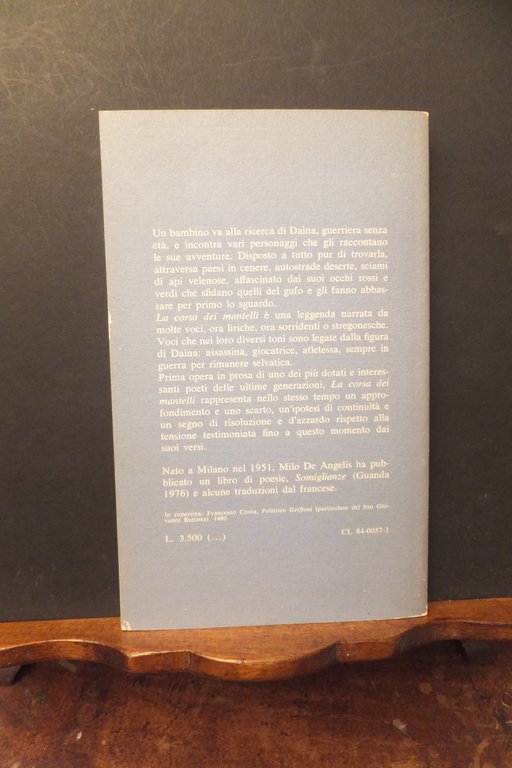 Un bambino va alla ricerca di Daina, guerriera senza
età, e incontra vari personaggi che gli raccontano
le sue avventure. Disposto a tutto pur di trovarla,
attraversa paesi in cenere, autostrade deserte, sciami
di api velenose, affascinato dai suoi occhi rossi e
verdi che sfidano quelli del gufo e gli fanno abbas-
sare per primo lo sguardo.
La corsa dei mantelli è una leggenda narrata da
molte voci, ora liriche, ora sorridenti o stregonesche.
Voci che nei loro diversi toni sono legate dalla figura
di Daina: assassina, giocatrice, atletessa, sempre in
guerra per rimanere selvatica.
Prima opera in prosa di uno dei più dotati e interes-
santi poeti delle ultime generazioni, La corsa dei
mantelli rappresenta nello stesso tempo un appro-
fondimento e uno scarto, un'ipotesi di continuità e
un segno di risoluzione e d'azzardo rispetto alla
tensione testimoniata fino a questo momento dai
suoi versi.
Nato a Milano nel 1951, Milo De Angelis ha pub-
blicato un libro di poesie, Somiglianze (Guanda
1976) e alcune traduzioni dal francese.
In copertina: Francesco Cossa, Polittico Griffoni (particolare del San Gio-
vanni Battista), 1480.
L. 3.500 (...)
CL 84-0057-1